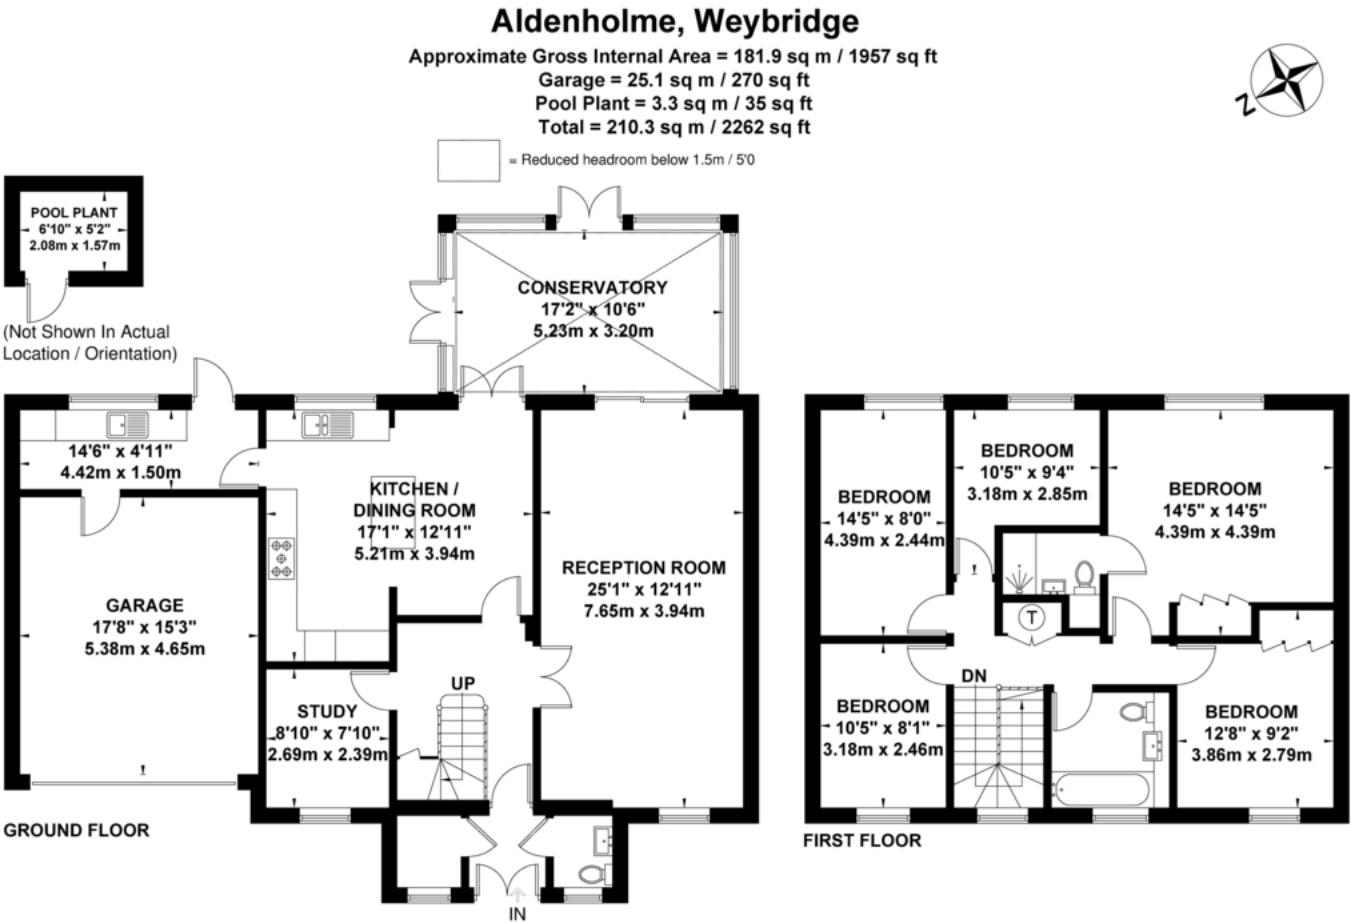 Aldenholme, Weybridge
Approximate Gross Internal Area = 181.9 sq m / 1957 sq ft
Garage = 25.1 sq m / 270 sq ft
Pool Plant = 3.3 sq m / 35 sq ft
Total = 210.3 sq m / 2262 sq ft
= Reduced headroom below 1.5m / 5'0
Z
POOL PLANT
6'10" x 5'2"
2.08m x 1.57m
(Not Shown In Actual
Location / Orientation)
CONSERVATORY
17'2" x 10'6"
5.23m x 3.20m
14'6" x 4'11"
4.42m x 1.50m
KITCHEN /
DINING ROOM
17'1" x 12'11"
5.21m x 3.94m
RECEPTION ROOM
25'1" x 12'11"
7.65m x 3.94m
GARAGE
17'8" x 15'3"
5.38m x 4.65m
UP
STUDY
8'10" x 7'10"
2.69m x 2.39m
IN
GROUND FLOOR
BEDROOM
14'5" x 8'0"
4.39m x 2.44m
BEDROOM
10'5" x 9'4"
3.18m x 2.85m
BEDROOM
14'5" x 14'5"
4.39m x 4.39m
T
DN
BEDROOM
10'5" x 8'1"
3.18m x 2.46m
BEDROOM
12'8" x 9'2"
3.86m x 2.79m
FIRST FLOOR